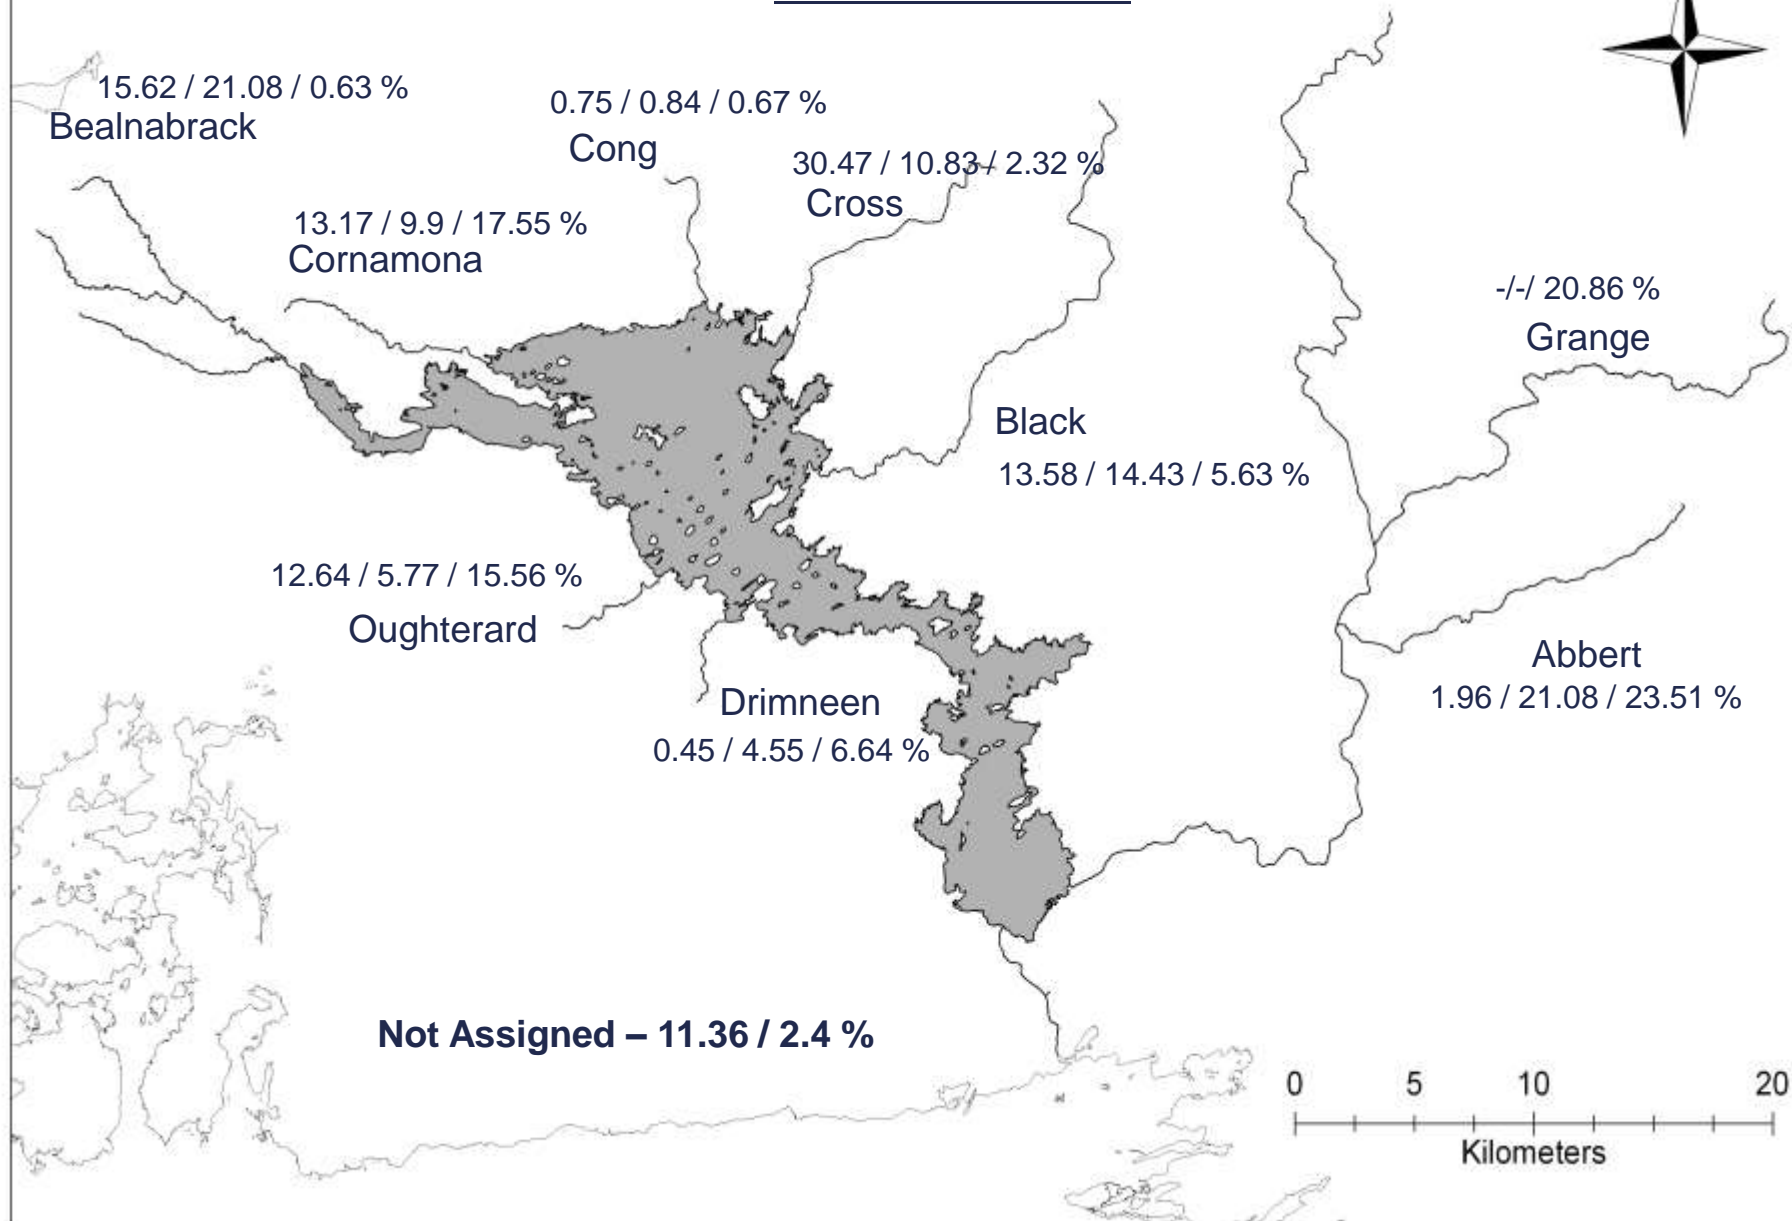 15.62 / 21.08 / 0.63 %
Bealnabrack
0.75 / 0.84 / 0.67 %
Cong
30.47 / 10.83 / 2.32 %
Cross
13.17 / 9.9 / 17.55 %
Cornamona
-/-/ 20.86 %
Grange
Black
13.58 / 14.43 / 5.63 %
12.64 / 5.77 / 15.56 %
Oughterard
Abbert
1.96 / 21.08 / 23.51 %
Drimneen
0.45 / 4.55 / 6.64 %
Not Assigned – 11.36 / 2.4 %
0 5 10 20
Kilometers